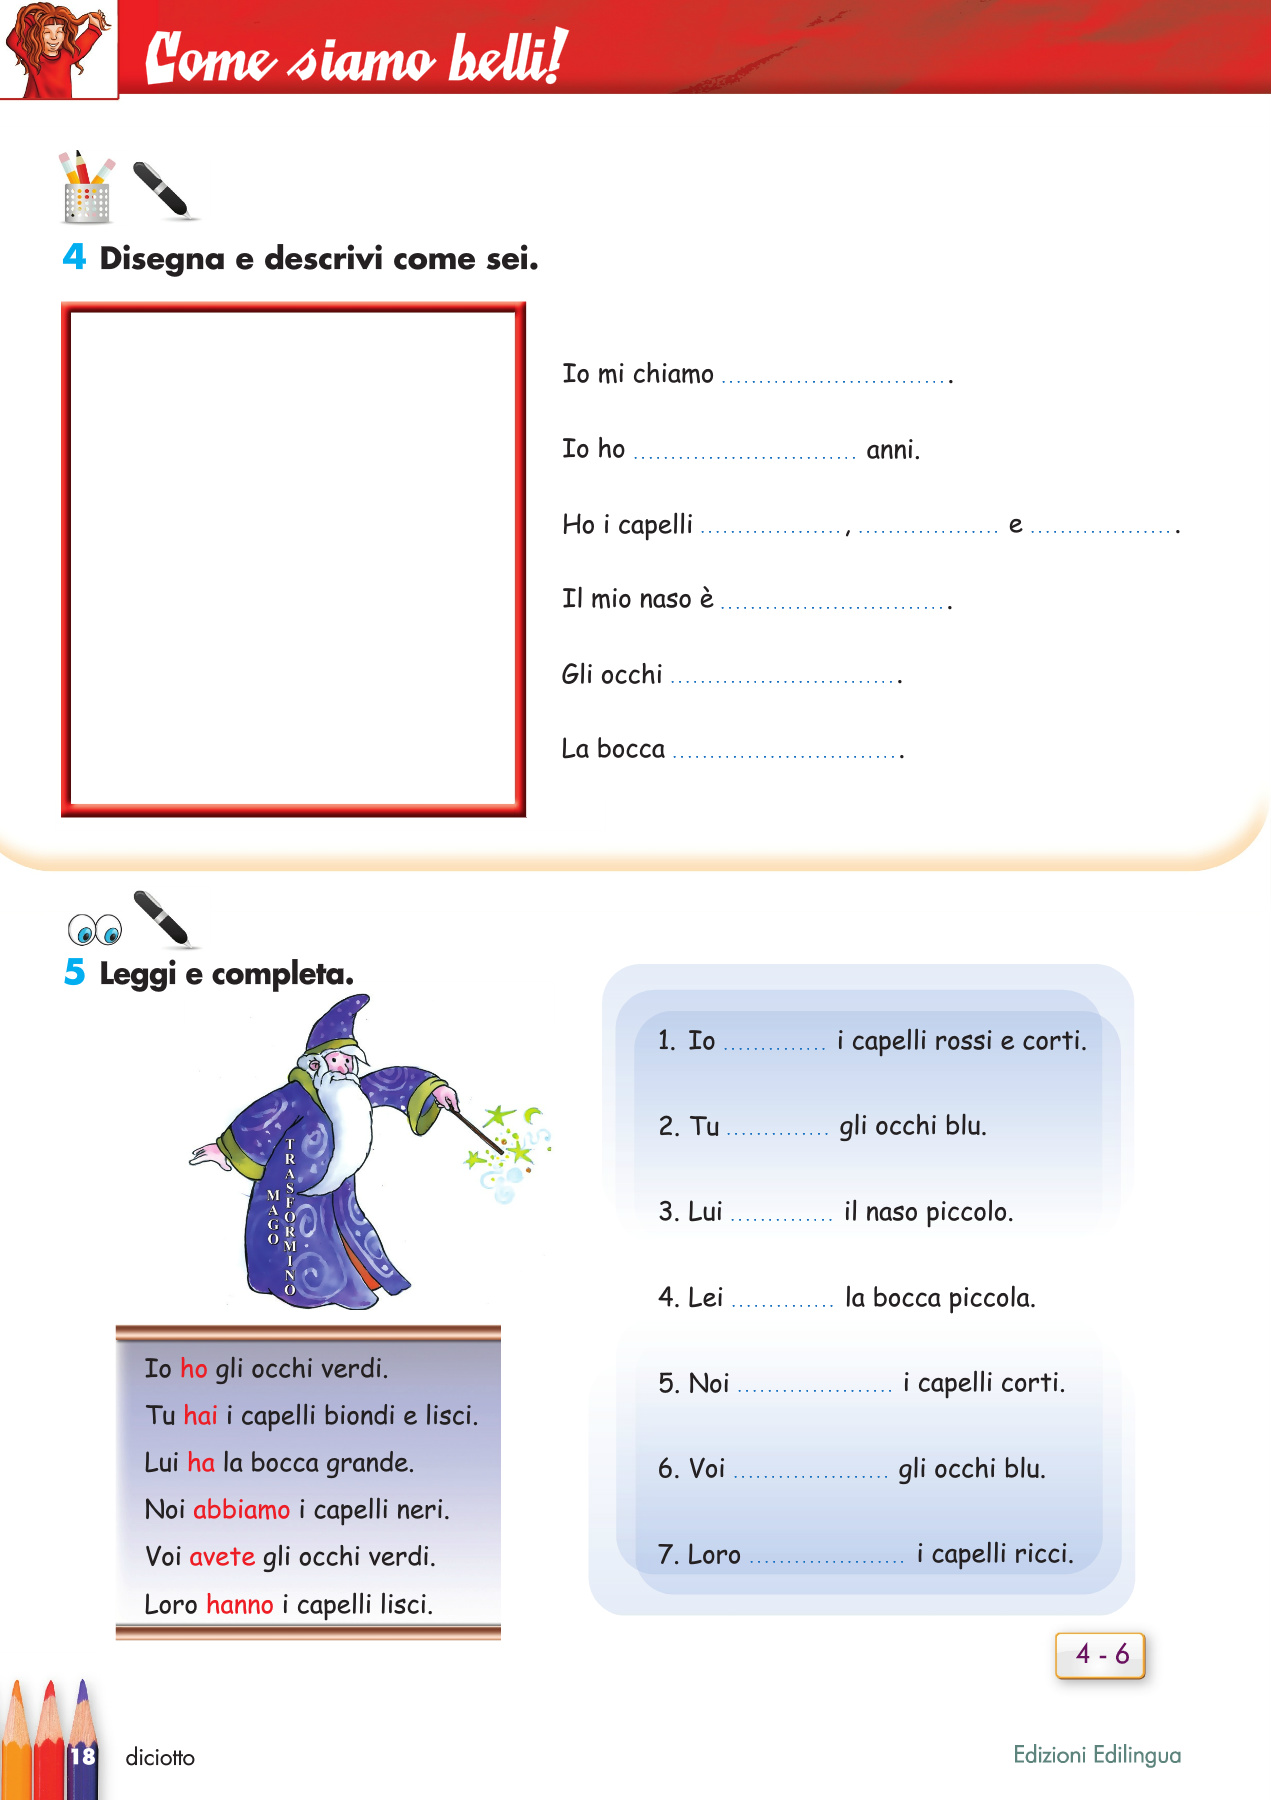 Come siamo belli!
4 Disegna e descrivi come sei.
Io mi chiamo .............................. .
Io ho .............................. anni.
Ho i capelli ..................., ................... e ................... .
Il mio naso è .............................. .
Gli occhi .............................. .
La bocca .............................. .
5 Leggi e completa.
MAGO
TRASFORMINO
Io ho gli occhi verdi.
Tu hai i capelli biondi e lisci.
Lui ha la bocca grande.
Noi abbiamo i capelli neri.
Voi avete gli occhi verdi.
Loro hanno i capelli lisci.
1. Io .............. i capelli rossi e corti.
2. Tu .............. gli occhi blu.
3. Lui .............. il naso piccolo.
4. Lei .............. la bocca piccola.
5. Noi ..................... i capelli corti.
6. Voi ..................... gli occhi blu.
7. Loro ..................... i capelli ricci.
4 - 6
18 diciotto
Edizioni Edilingua